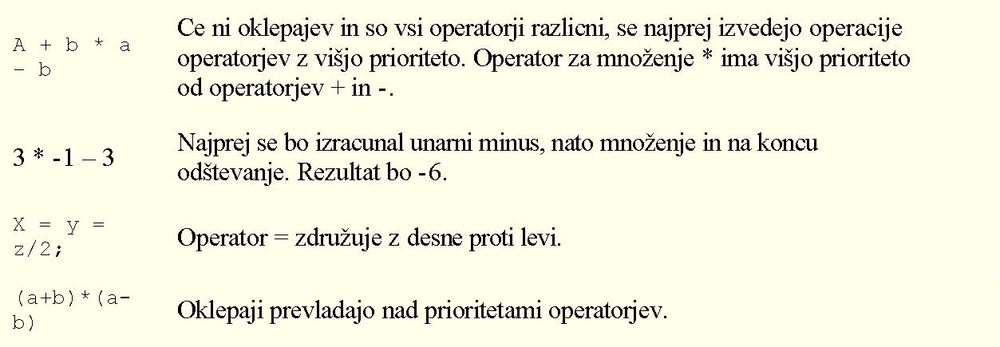 A + b * a
- b
Ce ni oklepajev in so vsi operatorji razlicni, se najprej izvedejo operacije
operatorjev z višjo prioriteto. Operator za množenje * ima višjo prioriteto
od operatorjev + in -.
3 * -1 – 3
Najprej se bo izracunal unarni minus, nato množenje in na koncu
odštevanje. Rezultat bo -6.
X = y =
z/2;
Operator = združuje z desne proti levi.
(a+b)*(a-
b)
Oklepaji prevladajo nad prioritetami operatorjev.